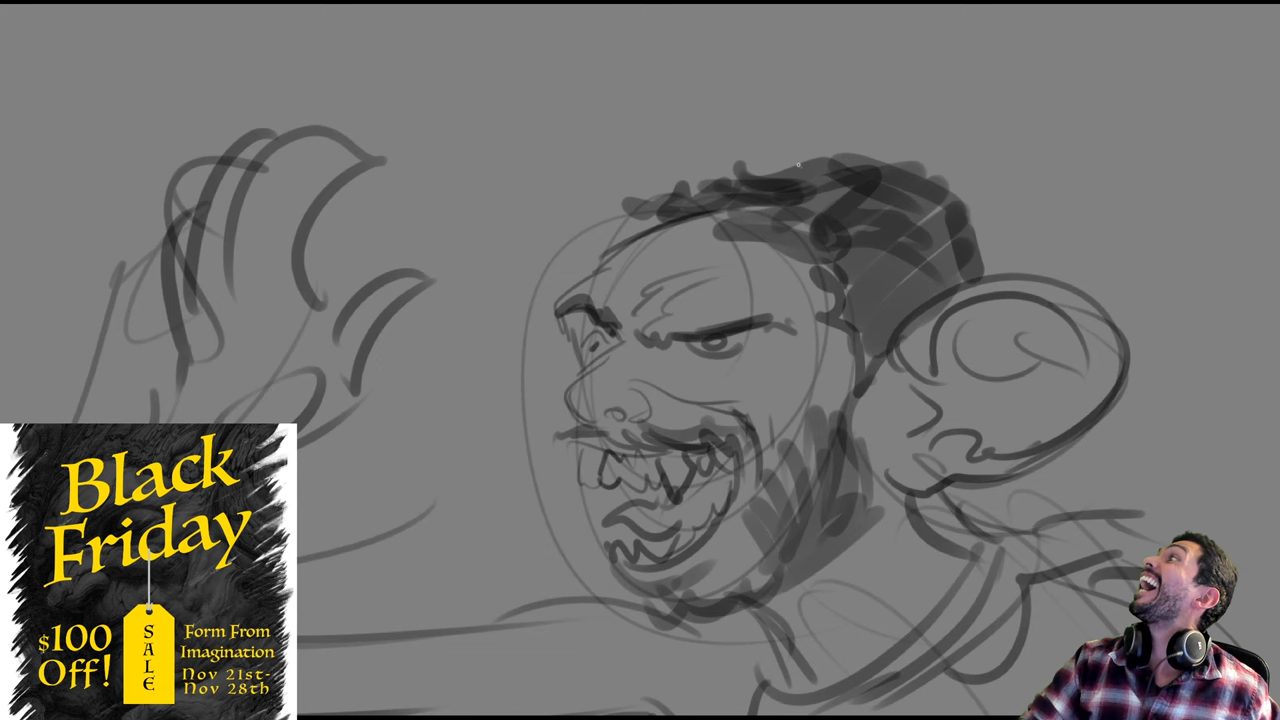 Black
Friday
$100
Off!
SALE
Form From
Imagination
Nov 21st-
Nov 28th